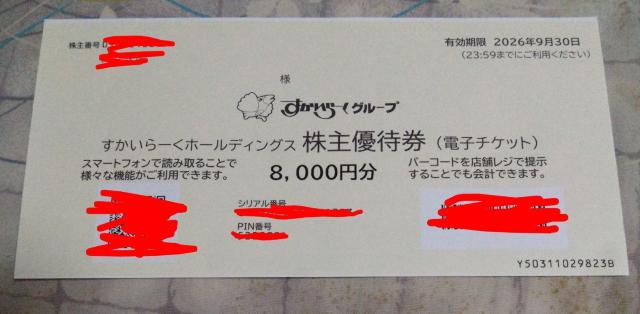 株主番号
有効期限 2026年9月30日
(23:59までにご利用ください)
様
すかいらーくグループ
すかいらーくホールディングス 株主優待券(電子チケット)
スマートフォンで読み取ることで
様々な機能がご利用できます。
8,000円分
バーコードを店舗レジで提示
することでも会計できます。
シリアル番号
PIN番号
Y50311029823B